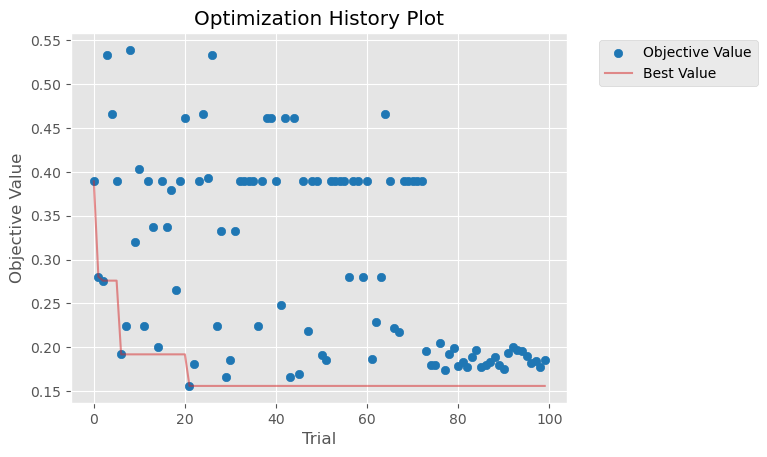 Optimization History Plot
0.55
0.50
0.45
0.40
0.35
0.30
0.25
0.20
0.15
Objective Value
0 20 40 60 80 100
Trial
Objective Value
Best Value